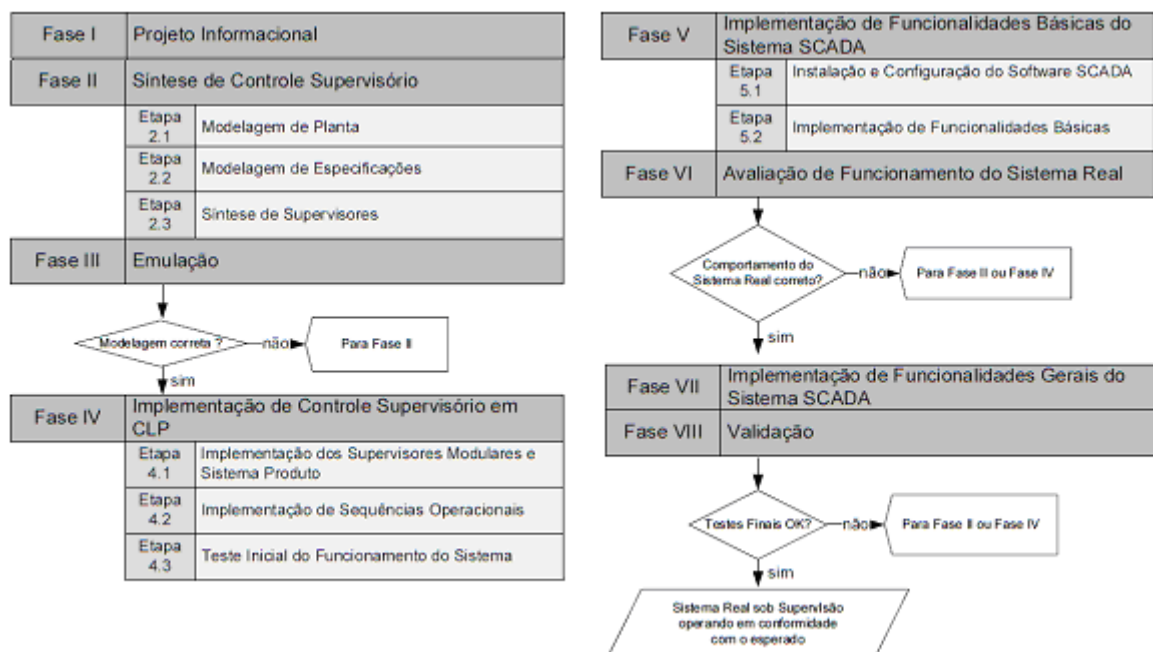 Fase I
Projeto Informacional
Fase II
Síntese de Controle Supervisório
Etapa
2.1
Modelagem de Planta
Etapa
2.2
Modelagem de Especificações
Etapa
2.3
Síntese de Supervisores
Fase III
Emulação
Modelagem correta ?
não
Para Fase II
sim
Fase IV
Implementação de Controle Supervisório em
CLP
Etapa
4.1
Implementação dos Supervisores Modulares e
Sistema Produto
Etapa
4.2
Implementação de Sequências Operacionais
Etapa
4.3
Teste Inicial do Funcionamento do Sistema
Fase V
Implementação de Funcionalidades Básicas do
Sistema SCADA
Etapa
5.1
Instalação e Configuração do Software SCADA
Etapa
5.2
Implementação de Funcionalidades Básicas
Fase VI
Avaliação de Funcionamento do Sistema Real
Comportamento do
Sistema Real correto?
não
Para Fase II ou Fase IV
sim
Fase VII
Implementação de Funcionalidades Gerais do
Sistema SCADA
Fase VIII
Validação
Testes Finais OK?
não
Para Fase II ou Fase IV
sim
Sistema Real sob Supervisão
operando em conformidade
com o esperado